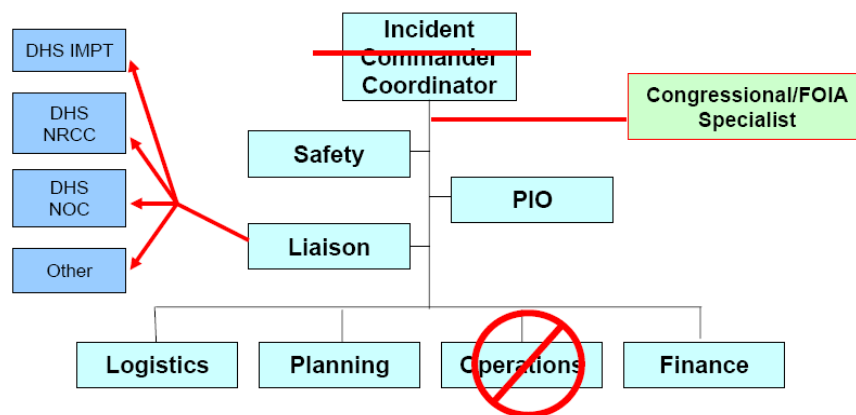 Incident
Commander
Coordinator
DHS IMPT
DHS
NRCC
DHS
NOC
Other
Congressional/FOIA
Specialist
Safety
PIO
Liaison
Logistics
Planning
Operations
Finance